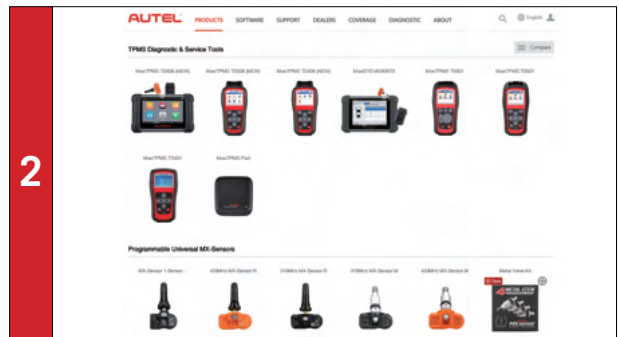 2
AUTEL PRODUCTS SOFTWARE SUPPORT DEALERS COVERAGE DIAGNOSTIC ABOUT English
TPMS Diagnostic & Service Tools Compare
MaxiTPMS TS608 (NEW) MaxiTPMS TS508 (NEW) MaxiTPMS TS408 (NEW) MaxiSYS MS906TS MaxiTPMS TS601 MaxiTPMS TS501
MaxiTPMS TS401 MaxiTPMS Pad
Programmable Universal MX-Sensors
MX-Sensor 1-Sensor... 433MHz MX-Sensor R 315MHz MX-Sensor R 315MHz MX-Sensor M 433MHz MX-Sensor M Metal Valve Kit
METAL STEM